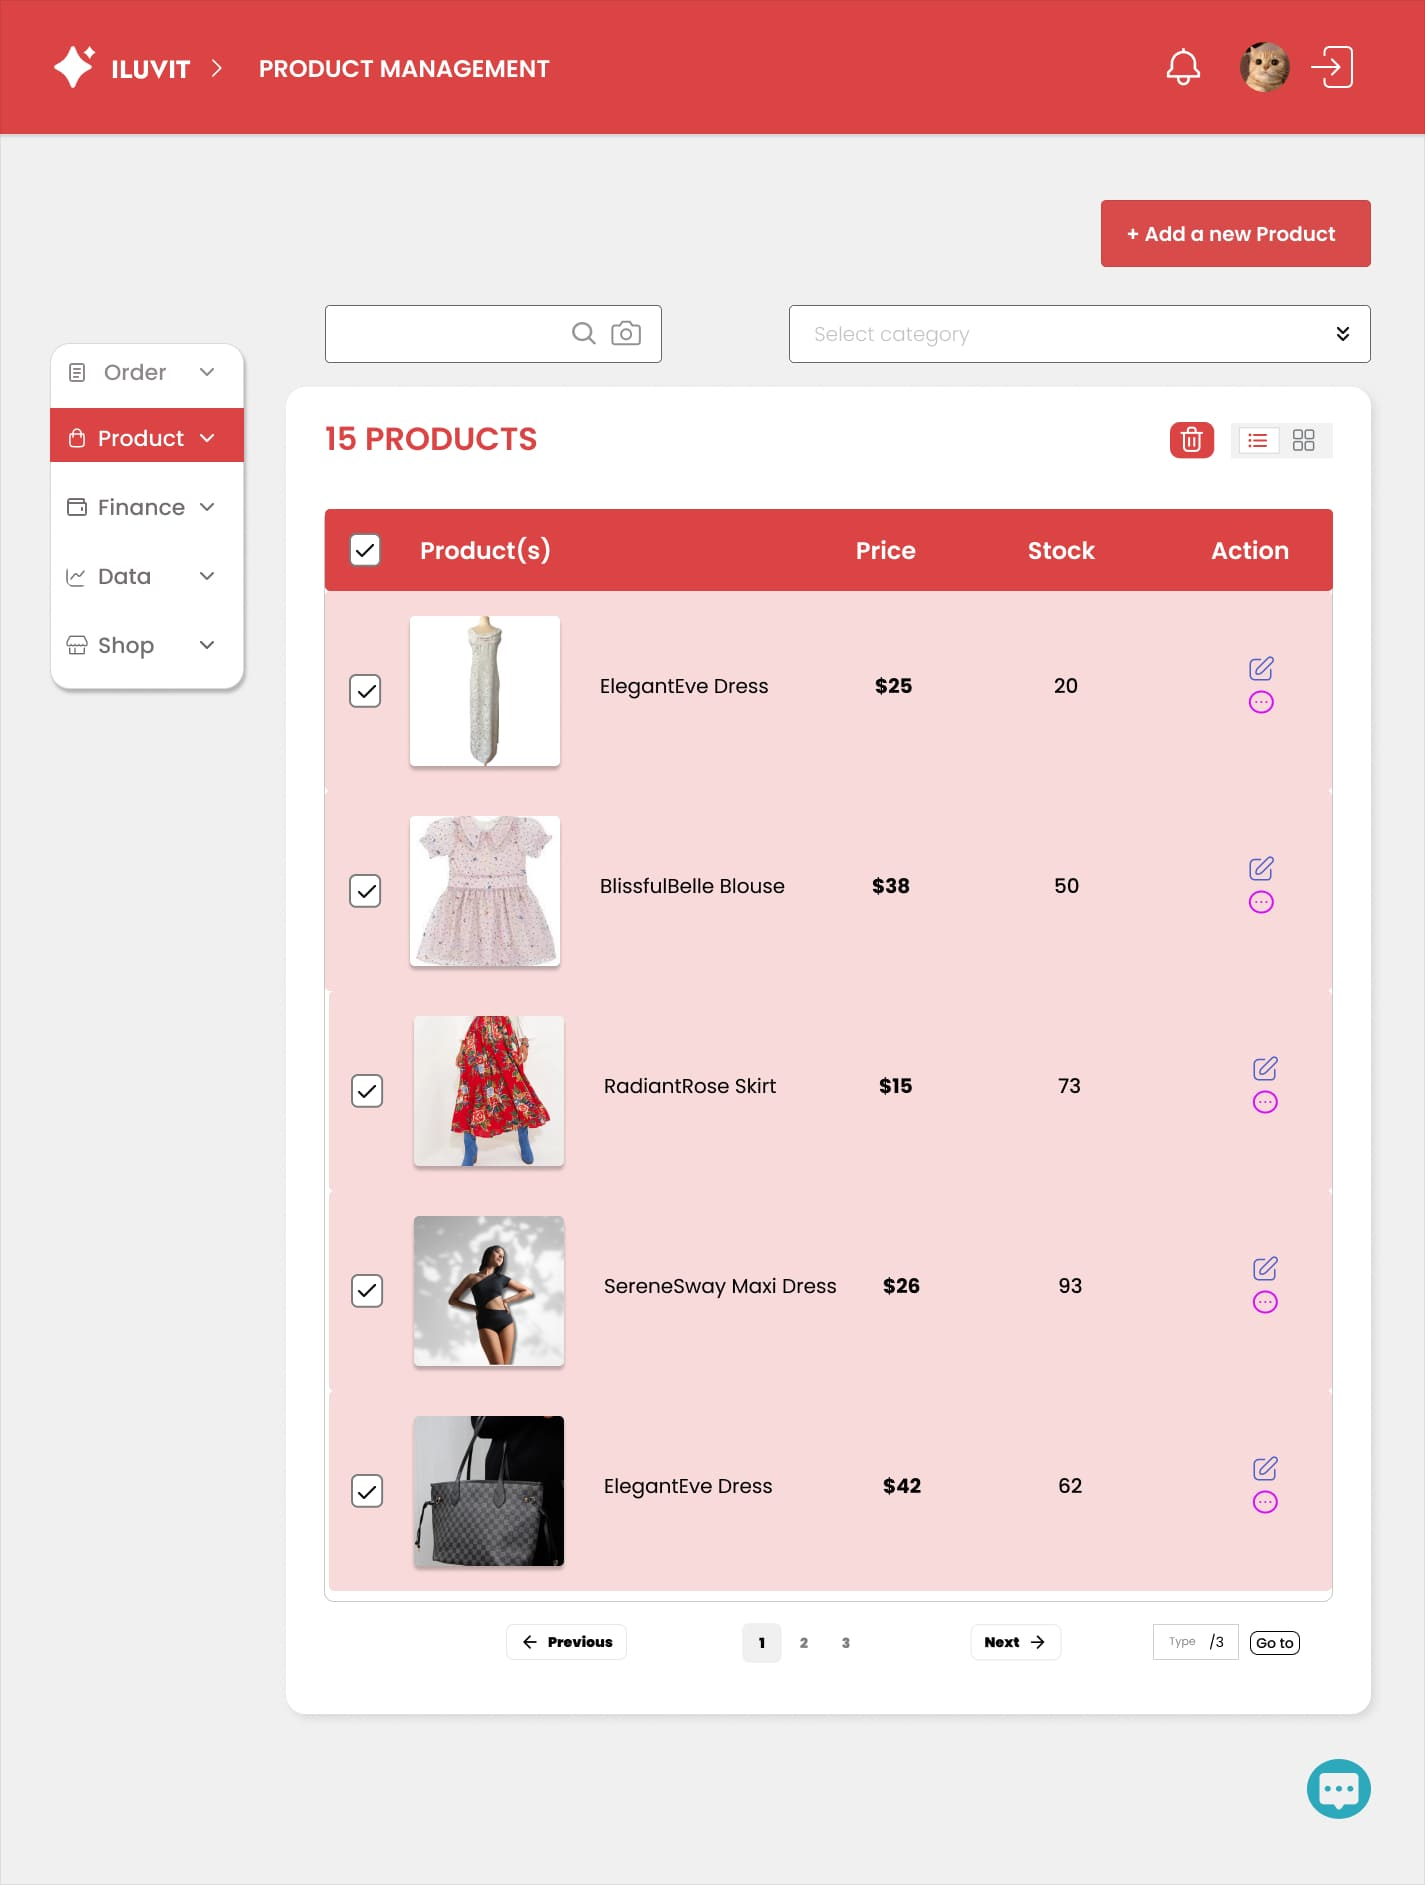 ILUVIT
PRODUCT MANAGEMENT
+ Add a new Product
Select category
Order
Product
Finance
Data
Shop
15 PRODUCTS
Product(s) Price Stock Action
ElegantEve Dress $25 20
BlissfulBelle Blouse $38 50
RadiantRose Skirt $15 73
SereneSway Maxi Dress $26 93
ElegantEve Dress $42 62
Previous 1 2 3 Next Type /3 Go to